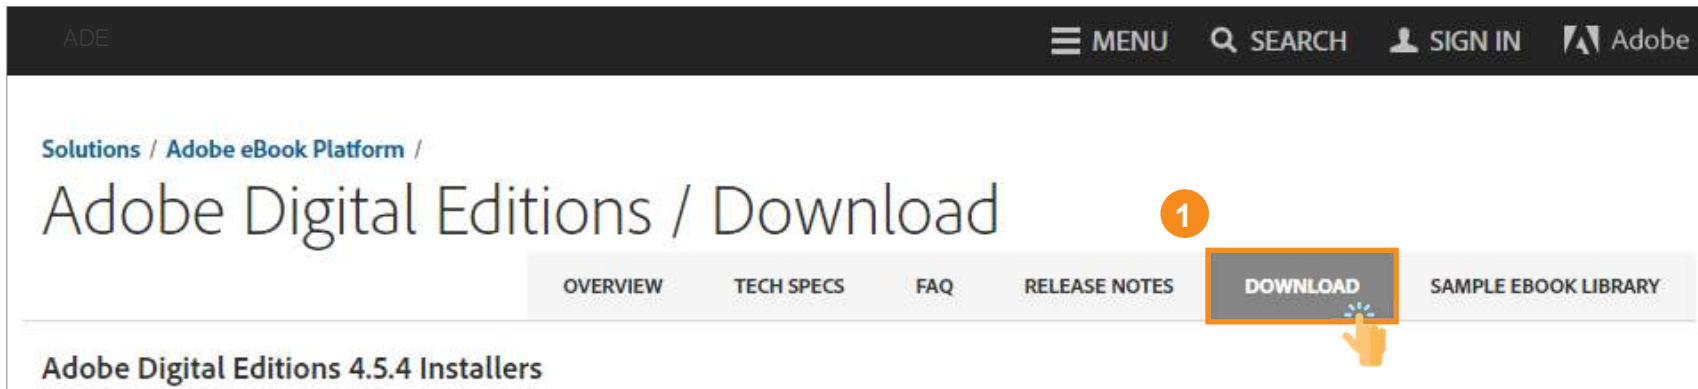 ADE MENU SEARCH SIGN IN Adobe
Solutions / Adobe eBook Platform /
Adobe Digital Editions / Download
1
OVERVIEW TECH SPECS FAQ RELEASE NOTES DOWNLOAD SAMPLE EBOOK LIBRARY
Adobe Digital Editions 4.5.4 Installers